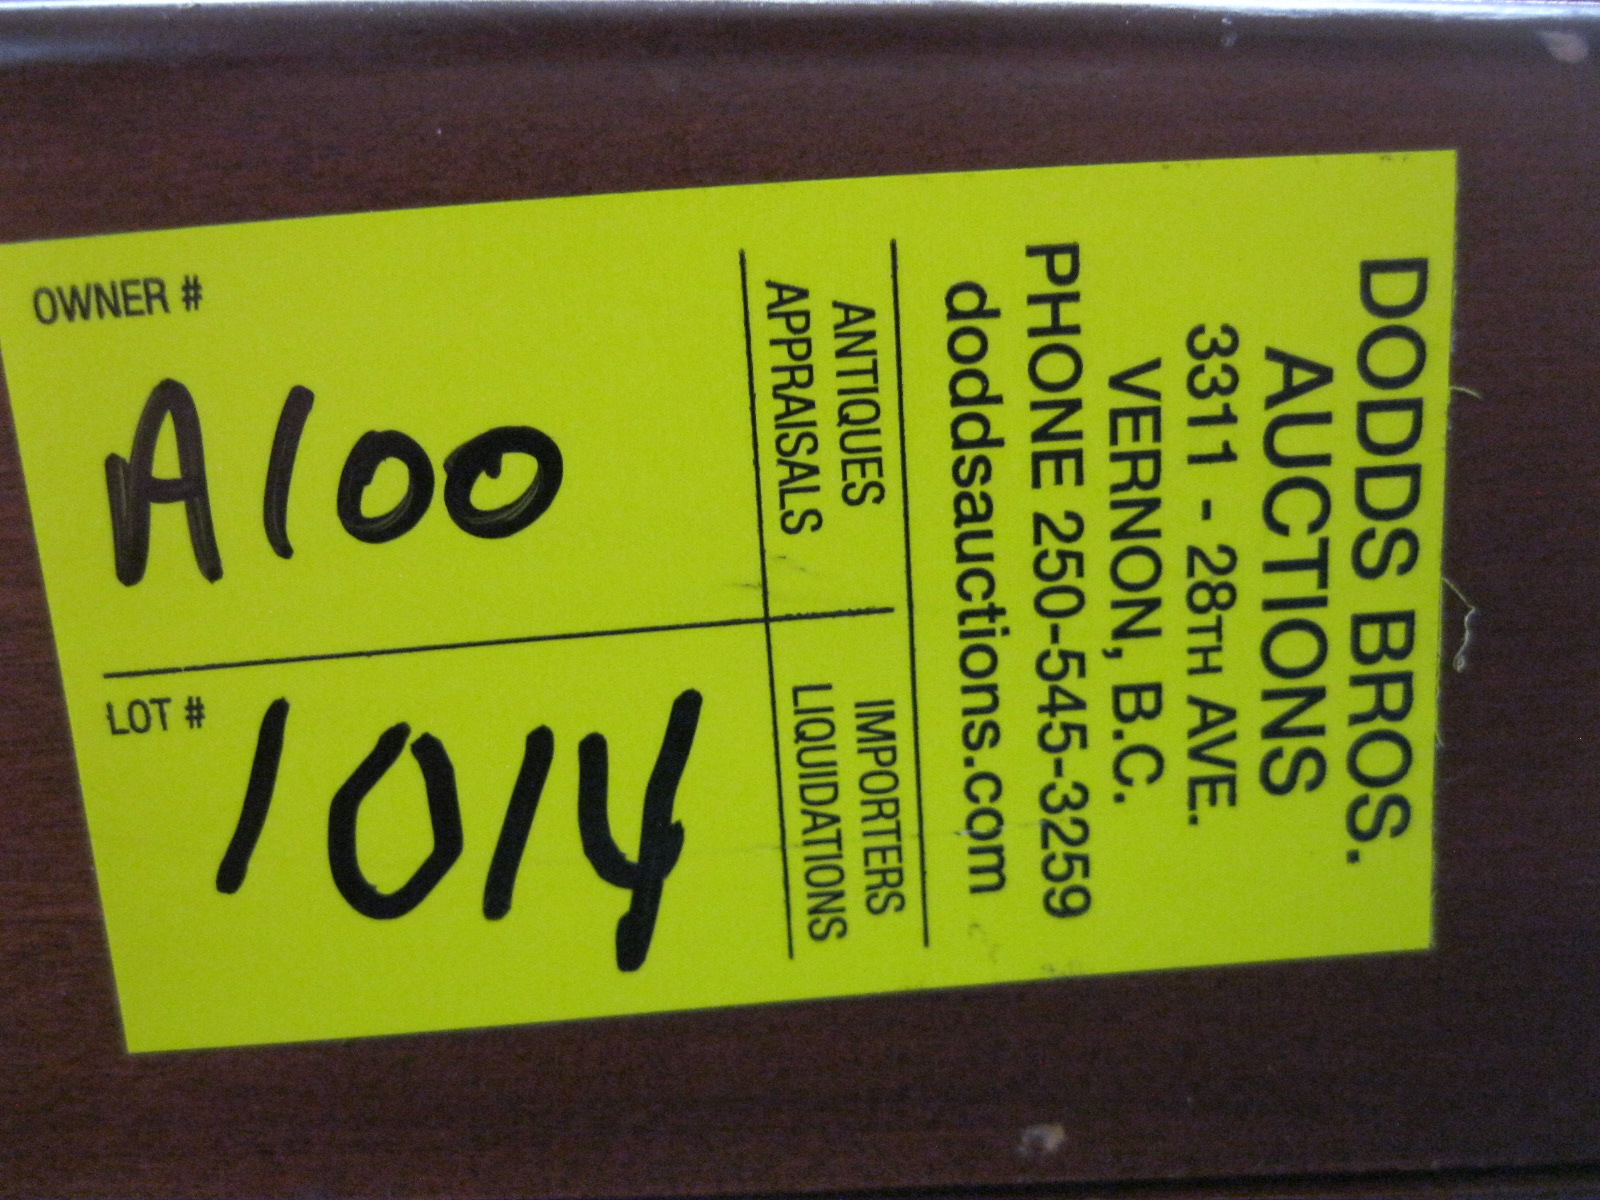 DODDS BROS.
AUCTIONS
3311 - 28TH AVE.
VERNON, B.C.
PHONE 250-545-3259
doddsauctions.com
ANTIQUES
APPRAISALS
IMPORTERS
LIQUIDATIONS
OWNER #
A100
LOT #
1014